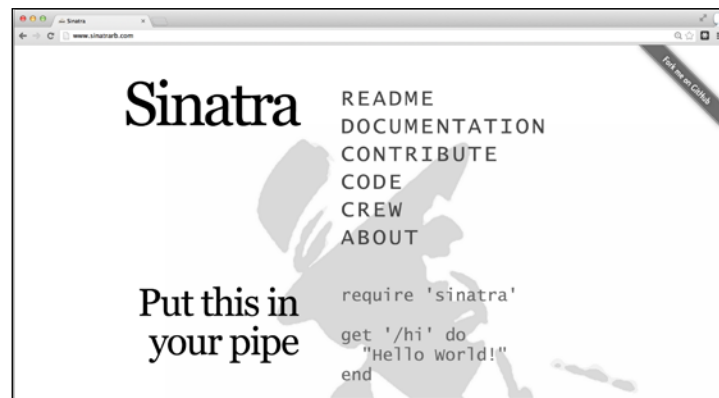 Sinatra
www.sinatrarb.com
Fork me on GitHub
Sinatra
README
DOCUMENTATION
CONTRIBUTE
CODE
CREW
ABOUT
Put this in
your pipe
require 'sinatra'
get '/hi' do
"Hello World!"
end